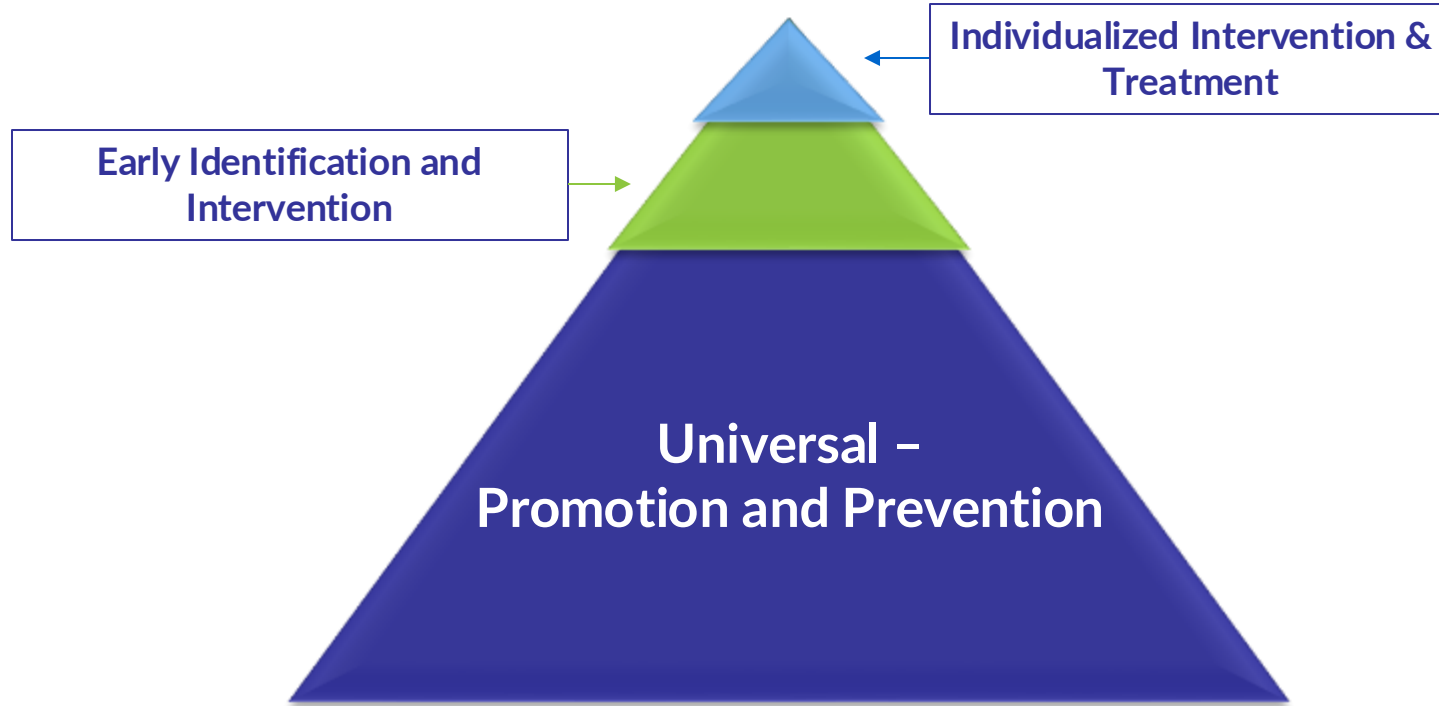 Individualized Intervention &
Treatment
Early Identification and
Intervention
Universal –
Promotion and Prevention